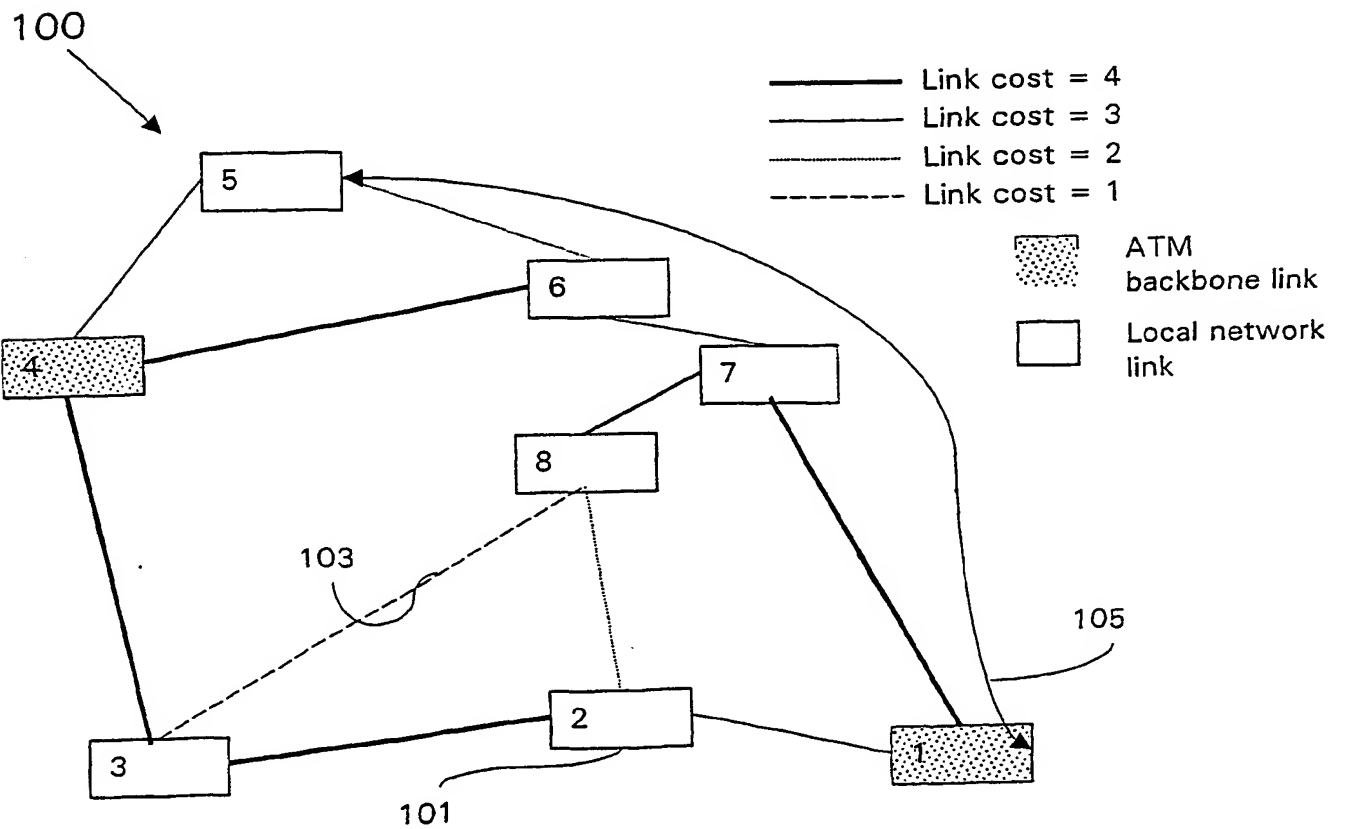 100
Link cost = 4
Link cost = 3
Link cost = 2
Link cost = 1
5
ATM
backbone link
6
Local network
link
4
7
8
103
105
2
1
3
101